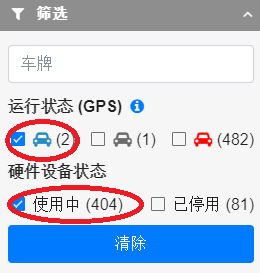 筛选
车牌
运行状态 (GPS)
(2) (1) (482)
硬件设备状态
使用中 (404) 已停用 (81)
清除